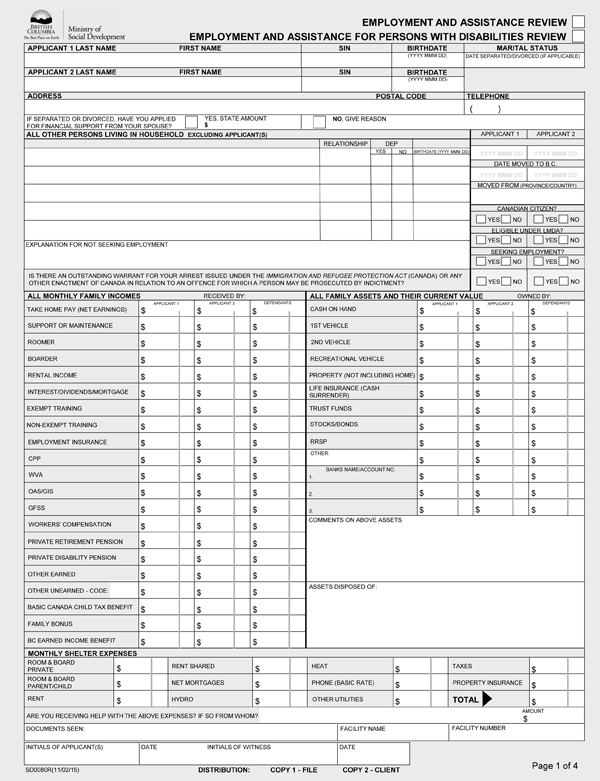 EMPLOYMENT AND ASSISTANCE REVIEW
BRITISH COLUMBIA
The Best Place on Earth
Ministry of
Social Development
EMPLOYMENT AND ASSISTANCE FOR PERSONS WITH DISABILITIES REVIEW
APPLICANT 1 LAST NAME FIRST NAME SIN BIRTHDATE (YYYY MMM DD) MARITAL STATUS
DATE SEPARATED/DIVORCED (IF APPLICABLE)
APPLICANT 2 LAST NAME FIRST NAME SIN BIRTHDATE (YYYY MMM DD)
ADDRESS POSTAL CODE TELEPHONE
( )
IF SEPARATED OR DIVORCED, HAVE YOU APPLIED YES, STATE AMOUNT NO, GIVE REASON
FOR FINANCIAL SUPPORT FROM YOUR SPOUSE? $
ALL OTHER PERSONS LIVING IN HOUSEHOLD EXCLUDING APPLICANT(S) APPLICANT 1 APPLICANT 2
RELATIONSHIP DEP
YES NO BIRTHDATE (YYYY MMM DD) YYYY MMM DD YYYY MMM DD
DATE MOVED TO B.C.
YYYY MMM DD YYYY MMM DD
MOVED FROM (PROVINCE/COUNTRY)
CANADIAN CITIZEN?
YES NO YES NO
ELIGIBLE UNDER LMDA?
EXPLANATION FOR NOT SEEKING EMPLOYMENT YES NO YES NO
SEEKING EMPLOYMENT?
YES NO YES NO
IS THERE AN OUTSTANDING WARRANT FOR YOUR ARREST ISSUED UNDER THE IMMIGRATION AND REFUGEE PROTECTION ACT (CANADA) OR ANY
OTHER ENACTMENT OF CANADA IN RELATION TO AN OFFENCE FOR WHICH A PERSON MAY BE PROSECUTED BY INDICTMENT? YES NO YES NO
ALL MONTHLY FAMILY INCOMES RECEIVED BY: ALL FAMILY ASSETS AND THEIR CURRENT VALUE OWNED BY:
APPLICANT 1 APPLICANT 2 DEPENDANTS APPLICANT 1 APPLICANT 2 DEPENDANTS
TAKE HOME PAY (NET EARNINGS) $ $ $ CASH ON HAND $ $ $
SUPPORT OR MAINTENANCE $ $ $ 1ST VEHICLE $ $ $
ROOMER $ $ $ 2ND VEHICLE $ $ $
BOARDER $ $ $ RECREATIONAL VEHICLE $ $ $
RENTAL INCOME $ $ $ PROPERTY (NOT INCLUDING HOME) $ $ $
INTEREST/DIVIDENDS/MORTGAGE $ $ $ LIFE INSURANCE (CASH SURRENDER) $ $ $
EXEMPT TRAINING $ $ $ TRUST FUNDS $ $ $
NON-EXEMPT TRAINING $ $ $ STOCKS/BONDS $ $ $
EMPLOYMENT INSURANCE $ $ $ RRSP $ $ $
CPP $ $ $ OTHER: $ $ $
WVA $ $ $ BANKS NAME/ACCOUNT NO. 1. $ $ $
OAS/GIS $ $ $ 2. $ $ $
GFSS $ $ $ 3. $ $ $
WORKERS' COMPENSATION $ $ $ COMMENTS ON ABOVE ASSETS
PRIVATE RETIREMENT PENSION $ $ $
PRIVATE DISABILITY PENSION $ $ $
OTHER EARNED $ $ $
OTHER UNEARNED - CODE: $ $ $ ASSETS DISPOSED OF:
BASIC CANADA CHILD TAX BENEFIT $ $ $
FAMILY BONUS $ $ $
BC EARNED INCOME BENEFIT $ $ $
MONTHLY SHELTER EXPENSES
ROOM & BOARD PRIVATE $ RENT SHARED $ HEAT $ TAXES $
ROOM & BOARD PARENT/CHILD $ NET MORTGAGES $ PHONE (BASIC RATE) $ PROPERTY INSURANCE $
RENT $ HYDRO $ OTHER UTILITIES $ TOTAL $
ARE YOU RECEIVING HELP WITH THE ABOVE EXPENSES? IF SO FROM WHOM? AMOUNT $
DOCUMENTS SEEN: FACILITY NAME FACILITY NUMBER
INITIALS OF APPLICANT(S) DATE INITIALS OF WITNESS DATE
SD0080R(11/02/15) DISTRIBUTION: COPY 1 - FILE COPY 2 - CLIENT Page 1 of 4